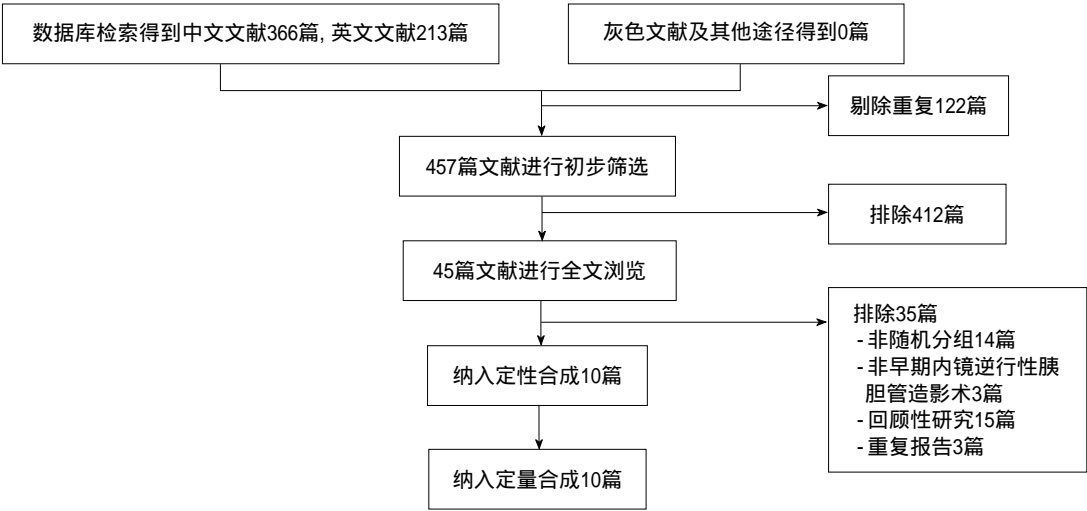 数据库检索得到中文文献366篇, 英文文献213篇
灰色文献及其他途径得到0篇
剔除重复122篇
457篇文献进行初步筛选
排除412篇
45篇文献进行全文浏览
排除35篇
- 非随机分组14篇
- 非早期内镜逆行性胰
胆管造影术3篇
- 回顾性研究15篇
- 重复报告3篇
纳入定性合成10篇
纳入定量合成10篇